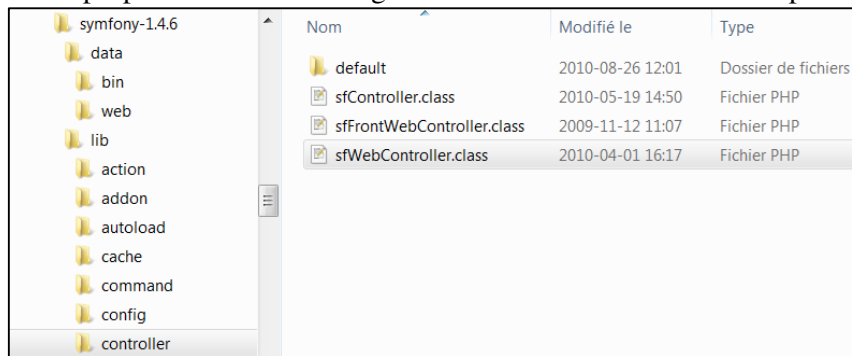 symfony-1.4.6
data
bin
web
lib
action
addon
autoload
cache
command
config
controller
Nom Modifié le Type
default 2010-08-26 12:01 Dossier de fichiers
sfController.class 2010-05-19 14:50 Fichier PHP
sfFrontWebController.class 2009-11-12 11:07 Fichier PHP
sfWebController.class 2010-04-01 16:17 Fichier PHP